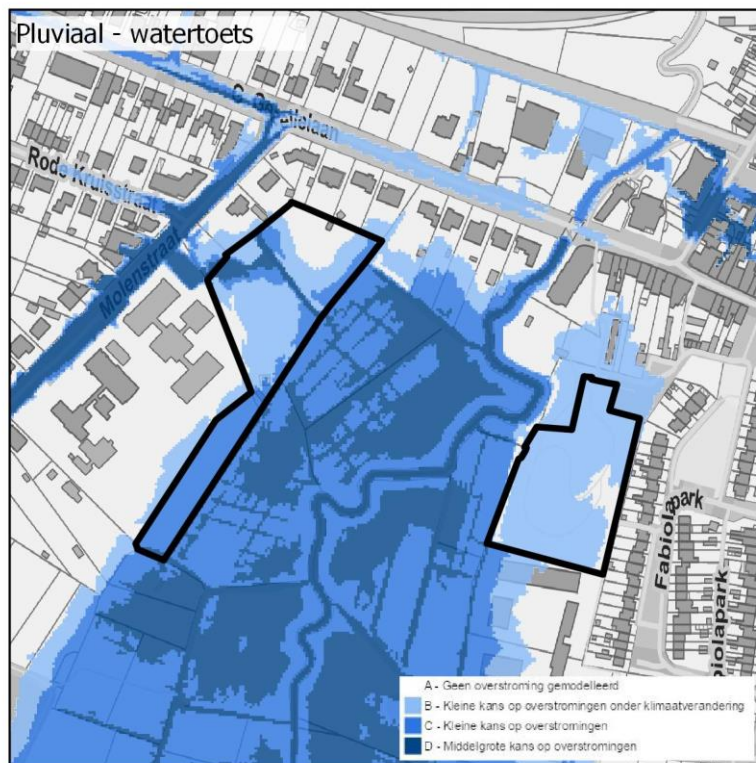 Pluviaal - watertoets
Rode Kruisstraat
Molenstraat
Fabiolapark
A - Geen overstroming gemodelleerd
B - Kleine kans op overstromingen onder klimaatverandering
C - Kleine kans op overstromingen
D - Middelgrote kans op overstromingen